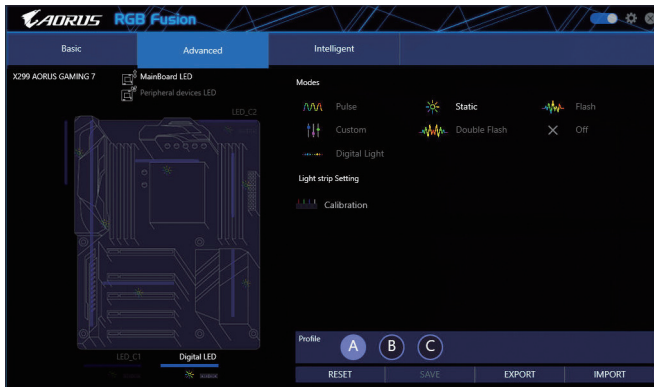 AORUS RGB Fusion
Basic Advanced Intelligent
X299 AORUS GAMING 7
MainBoard LED
Peripheral devices LED
LED_C2
Modes
Pulse Static Flash
Custom Double Flash Off
Digital Light
Light strip Setting
Calibration
Profile A B C
LED_C1 Digital LED
RESET SAVE EXPORT IMPORT